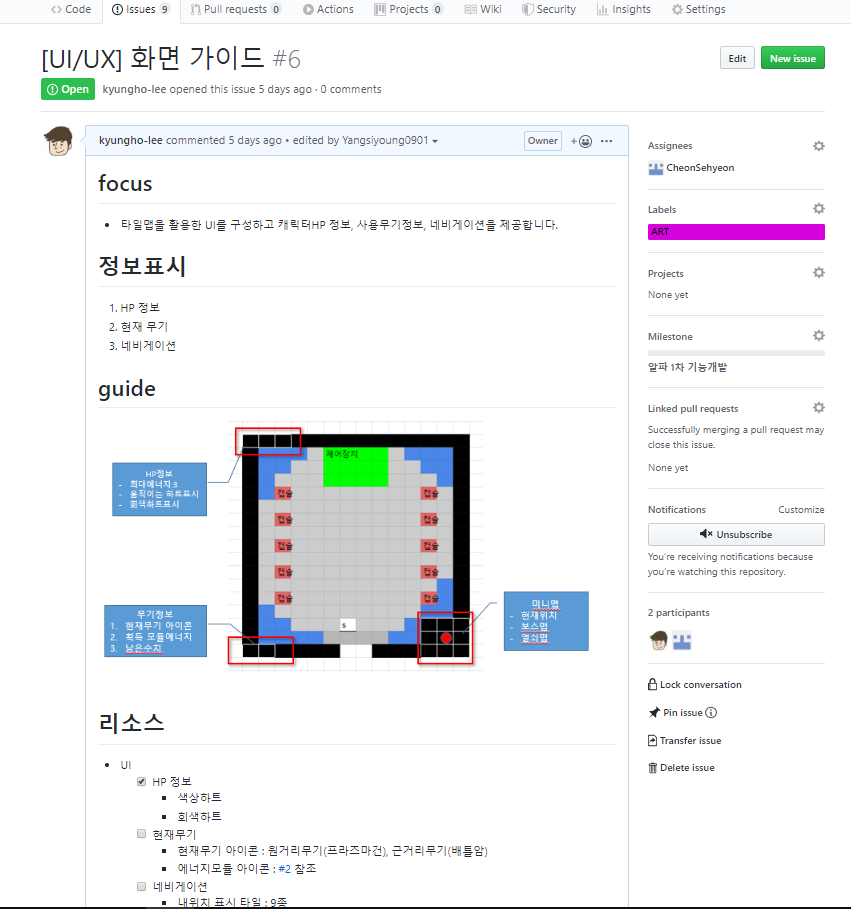 Code
Issues 9
Pull requests 0
Actions
Projects 0
Wiki
Security
Insights
Settings
[UI/UX] 화면 가이드 #6
Edit
New issue
Open
kyungho-lee opened this issue 5 days ago · 0 comments
kyungho-lee commented 5 days ago • edited by Yangsiyoung0901
Owner
focus
타일맵을 활용한 UI를 구성하고 캐릭터HP 정보, 사용무기정보, 네비게이션을 제공합니다.
정보표시
1. HP 정보
2. 현재 무기
3. 네비게이션
guide
제어장치
HP정보
- 최대에너지:3
- 움직이는 하트표시
- 회색하트표시
캡슐 캡슐
캡슐 캡슐
캡슐 캡슐
캡슐 캡슐
캡슐 캡슐
무기정보
1. 현재무기 아이콘
2. 획득 모듈에너지
3. 남은수치
s
미니맵
- 현재위치
- 보스맵
- 열쇠맵
리소스
UI
HP 정보
색상하트
회색하트
현재무기
현재무기 아이콘 : 원거리무기(프라즈마건), 근거리무기(배틀암)
에너지모듈 아이콘 : #2 참조
네비게이션
내위치 표시 타일 : 9종
Assignees
CheonSehyeon
Labels
ART
Projects
None yet
Milestone
알파 1차 기능개발
Linked pull requests
Successfully merging a pull request may
close this issue.
None yet
Notifications
Customize
Unsubscribe
You're receiving notifications because
you're watching this repository.
2 participants
Lock conversation
Pin issue
Transfer issue
Delete issue